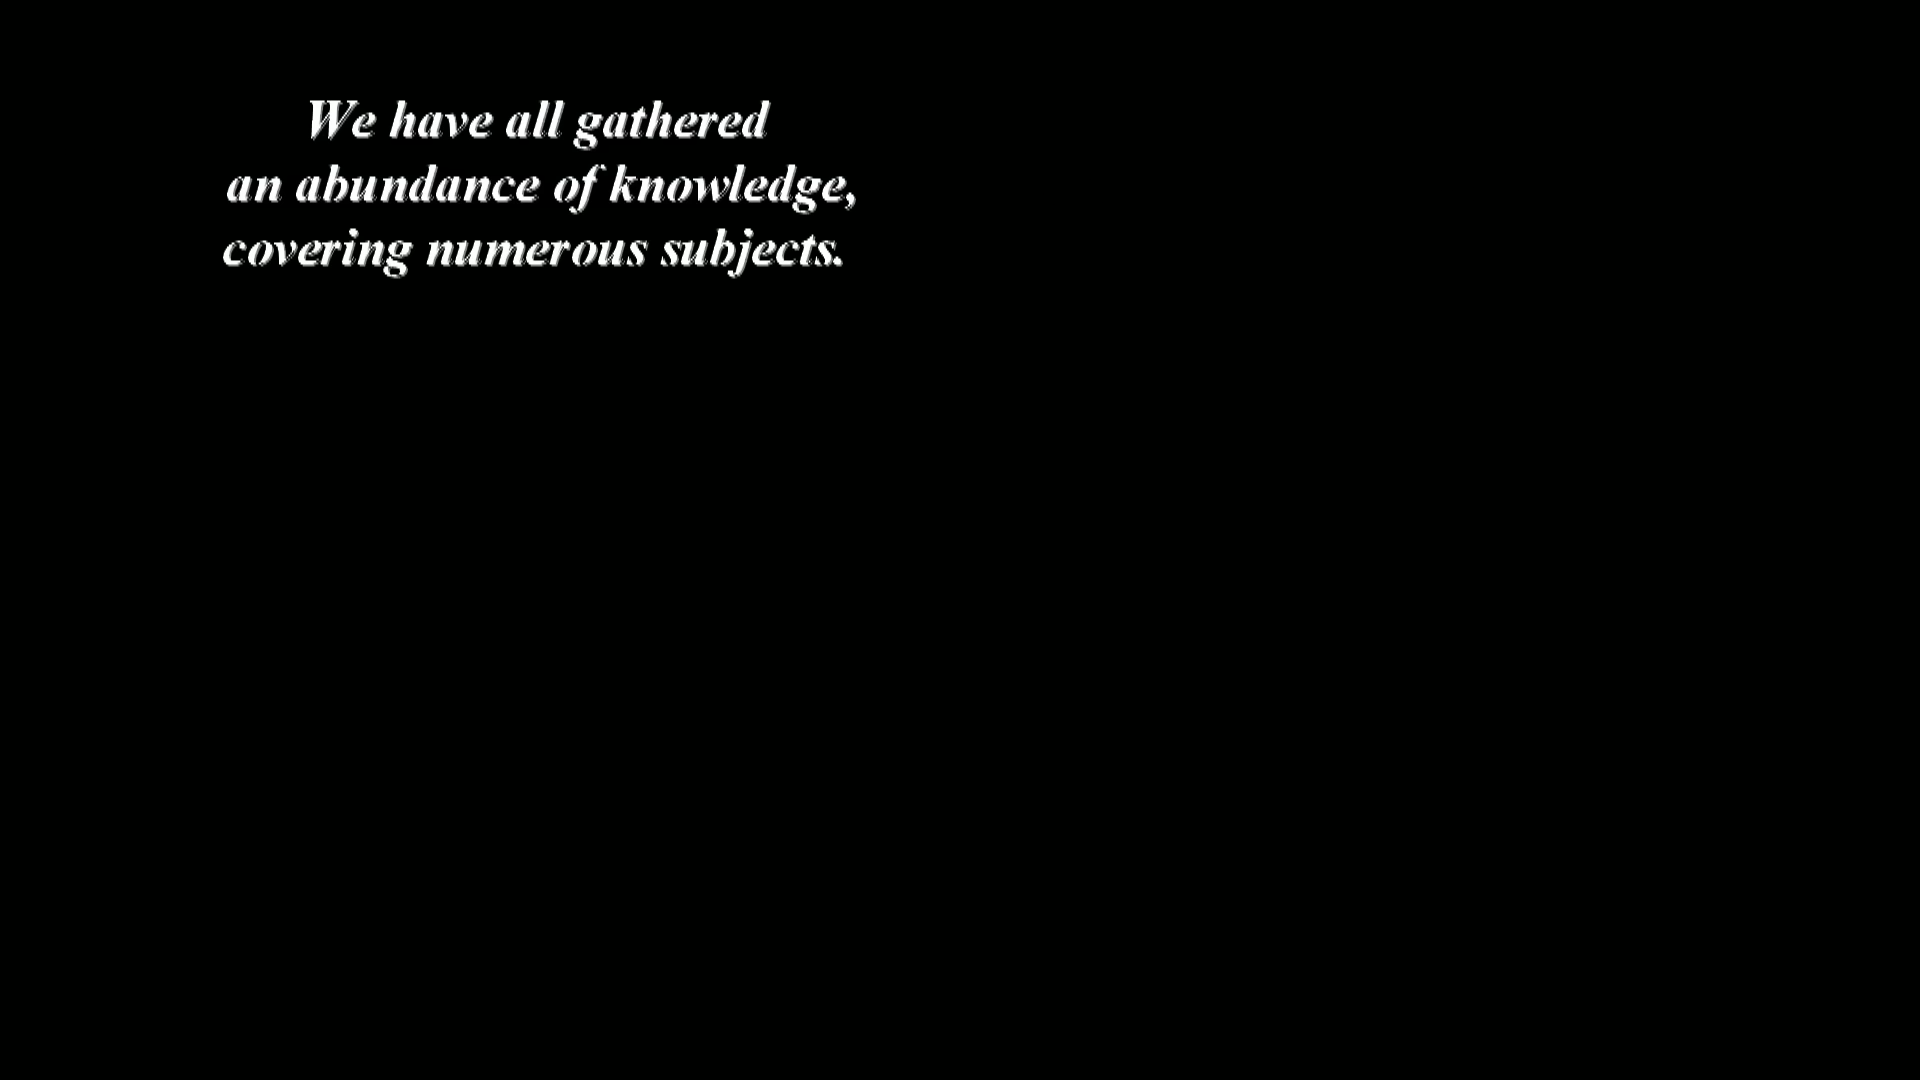 We have all gathered
an abundance of knowledge,
covering numerous subjects.